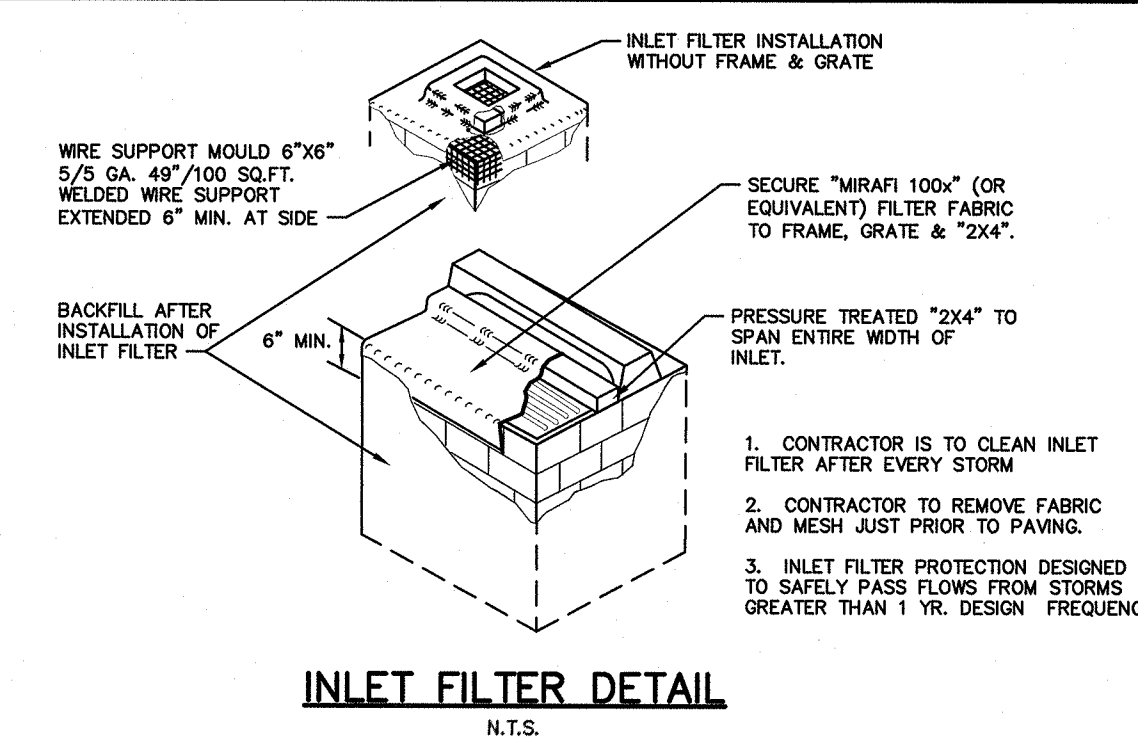 INLET FILTER INSTALLATION
WITHOUT FRAME & GRATE
WIRE SUPPORT MOULD 6"X6"
5/5 GA. 49"/100 SQ.FT.
WELDED WIRE SUPPORT
EXTENDED 6" MIN. AT SIDE
SECURE "MIRAFI 100x" (OR
EQUIVALENT) FILTER FABRIC
TO FRAME, GRATE & "2X4".
BACKFILL AFTER
INSTALLATION OF
INLET FILTER
6" MIN.
PRESSURE TREATED "2X4" TO
SPAN ENTIRE WIDTH OF
INLET.
1. CONTRACTOR IS TO CLEAN INLET
FILTER AFTER EVERY STORM
2. CONTRACTOR TO REMOVE FABRIC
AND MESH JUST PRIOR TO PAVING.
3. INLET FILTER PROTECTION DESIGNED
TO SAFELY PASS FLOWS FROM STORMS
GREATER THAN 1 YR. DESIGN FREQUENC
INLET FILTER DETAIL
N.T.S.